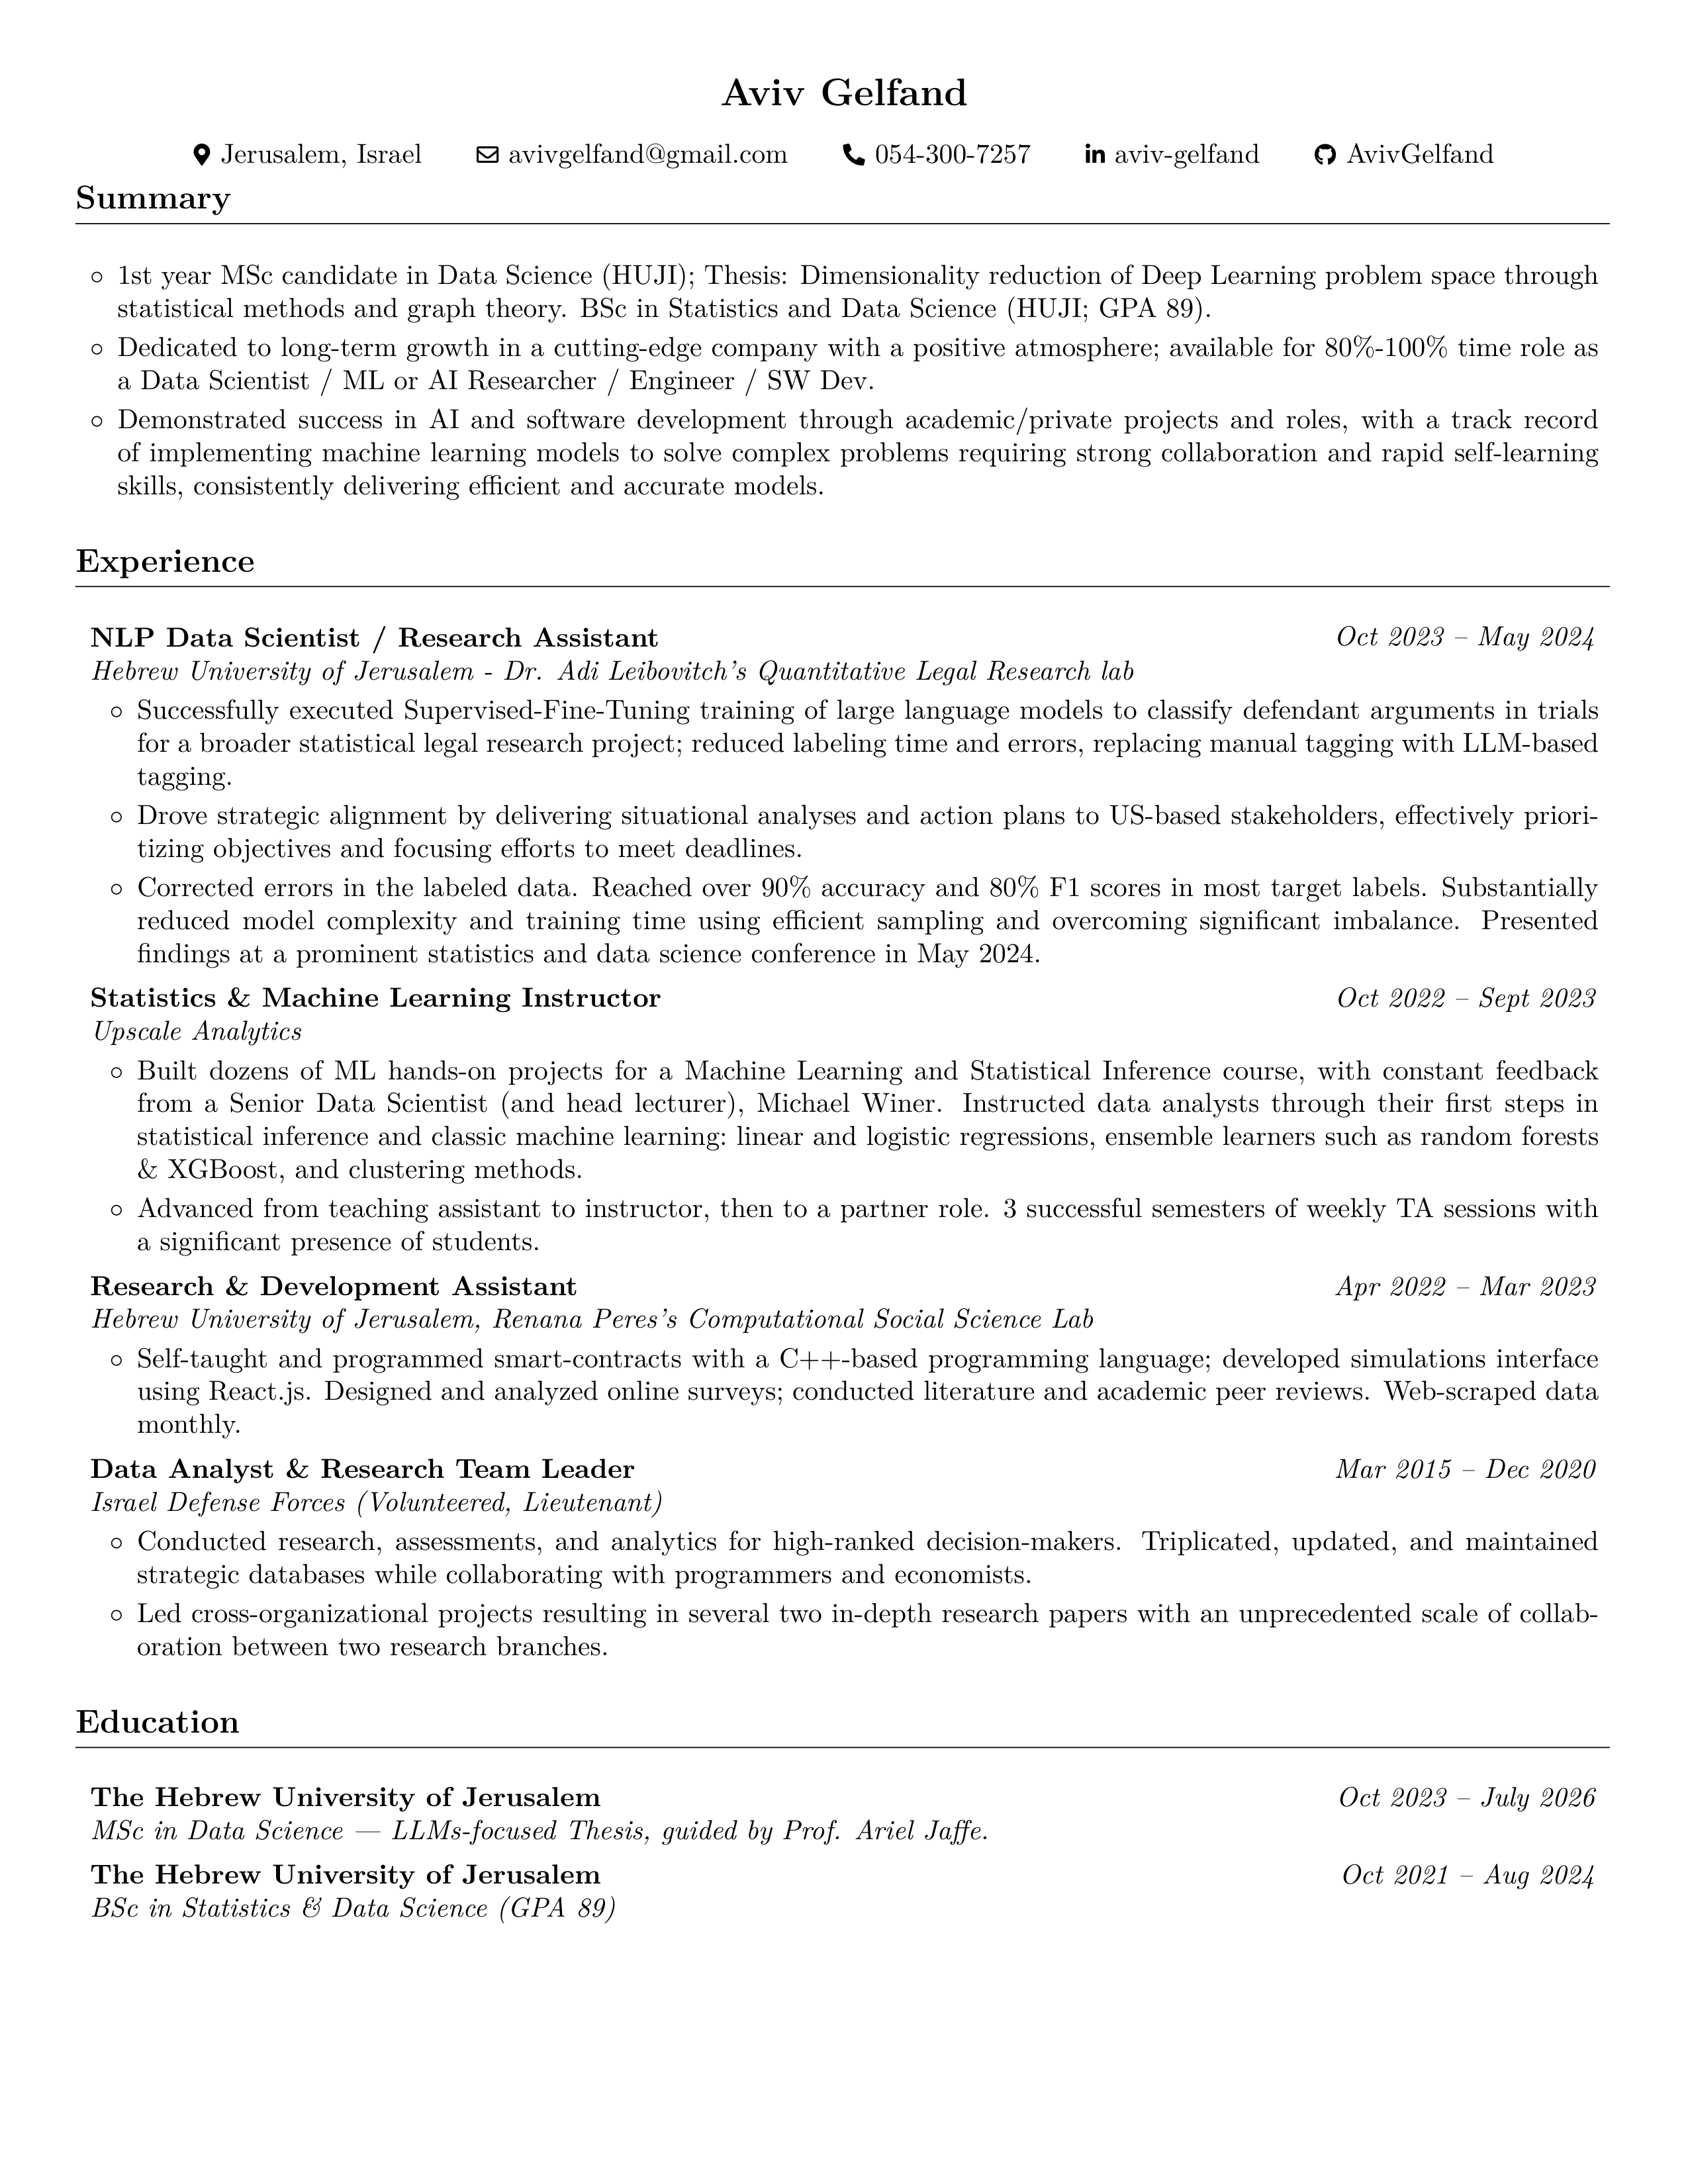 Aviv Gelfand
Jerusalem, Israel avivgelfand@gmail.com 054-300-7257 aviv-gelfand AvivGelfand
Summary
◦ 1st year MSc candidate in Data Science (HUJI); Thesis: Dimensionality reduction of Deep Learning problem space through
statistical methods and graph theory. BSc in Statistics and Data Science (HUJI; GPA 89).
◦ Dedicated to long-term growth in a cutting-edge company with a positive atmosphere; available for 80%-100% time role as
a Data Scientist / ML or AI Researcher / Engineer / SW Dev.
◦ Demonstrated success in AI and software development through academic/private projects and roles, with a track record
of implementing machine learning models to solve complex problems requiring strong collaboration and rapid self-learning
skills, consistently delivering efficient and accurate models.
Experience
NLP Data Scientist / Research Assistant Oct 2023 – May 2024
Hebrew University of Jerusalem - Dr. Adi Leibovitch's Quantitative Legal Research lab
◦ Successfully executed Supervised-Fine-Tuning training of large language models to classify defendant arguments in trials
for a broader statistical legal research project; reduced labeling time and errors, replacing manual tagging with LLM-based
tagging.
◦ Drove strategic alignment by delivering situational analyses and action plans to US-based stakeholders, effectively priori-
tizing objectives and focusing efforts to meet deadlines.
◦ Corrected errors in the labeled data. Reached over 90% accuracy and 80% F1 scores in most target labels. Substantially
reduced model complexity and training time using efficient sampling and overcoming significant imbalance. Presented
findings at a prominent statistics and data science conference in May 2024.
Statistics & Machine Learning Instructor Oct 2022 – Sept 2023
Upscale Analytics
◦ Built dozens of ML hands-on projects for a Machine Learning and Statistical Inference course, with constant feedback
from a Senior Data Scientist (and head lecturer), Michael Winer. Instructed data analysts through their first steps in
statistical inference and classic machine learning: linear and logistic regressions, ensemble learners such as random forests
& XGBoost, and clustering methods.
◦ Advanced from teaching assistant to instructor, then to a partner role. 3 successful semesters of weekly TA sessions with
a significant presence of students.
Research & Development Assistant Apr 2022 – Mar 2023
Hebrew University of Jerusalem, Renana Peres's Computational Social Science Lab
◦ Self-taught and programmed smart-contracts with a C++-based programming language; developed simulations interface
using React.js. Designed and analyzed online surveys; conducted literature and academic peer reviews. Web-scraped data
monthly.
Data Analyst & Research Team Leader Mar 2015 – Dec 2020
Israel Defense Forces (Volunteered, Lieutenant)
◦ Conducted research, assessments, and analytics for high-ranked decision-makers. Triplicated, updated, and maintained
strategic databases while collaborating with programmers and economists.
◦ Led cross-organizational projects resulting in several two in-depth research papers with an unprecedented scale of collab-
oration between two research branches.
Education
The Hebrew University of Jerusalem Oct 2023 – July 2026
MSc in Data Science — LLMs-focused Thesis, guided by Prof. Ariel Jaffe.
The Hebrew University of Jerusalem Oct 2021 – Aug 2024
BSc in Statistics & Data Science (GPA 89)